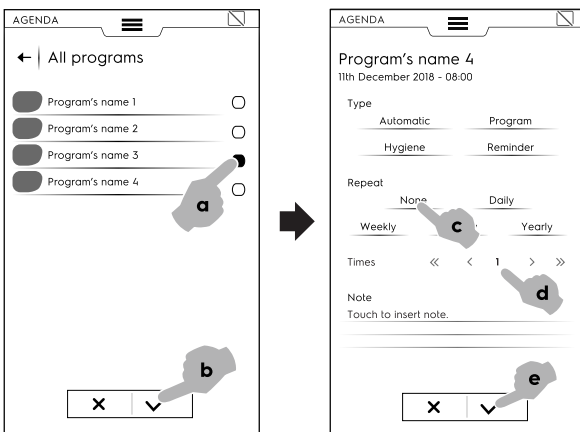 AGENDA
All programs
Program's name 1
Program's name 2
Program's name 3
Program's name 4
a
b
AGENDA
Program's name 4
11th December 2018 - 08:00
Type
Automatic Program
Hygiene Reminder
Repeat
None Daily
c
Weekly Yearly
Times « < 1 > »
d
Note
Touch to insert note.
e